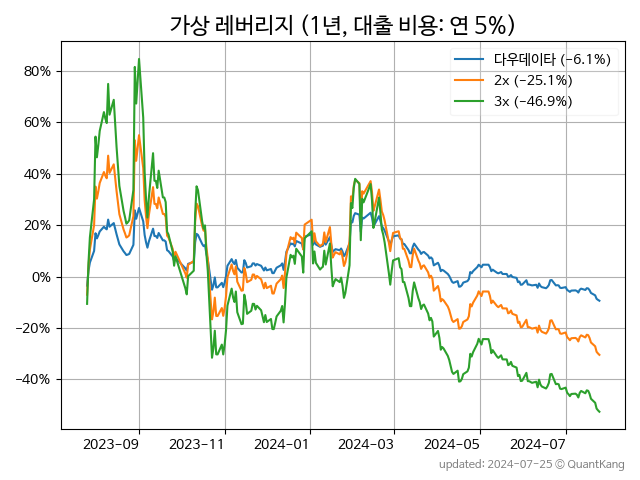 가상 레버리지 (1년, 대출 비용: 연 5%)
다우데이타 (−6.1%)
2x (−25.1%)
3x (−46.9%)
80%
60%
40%
20%
0%
−20%
−40%
2023-09
2023-11
2024-01
2024-03
2024-05
2024-07
updated: 2024-07-25 © QuantKang